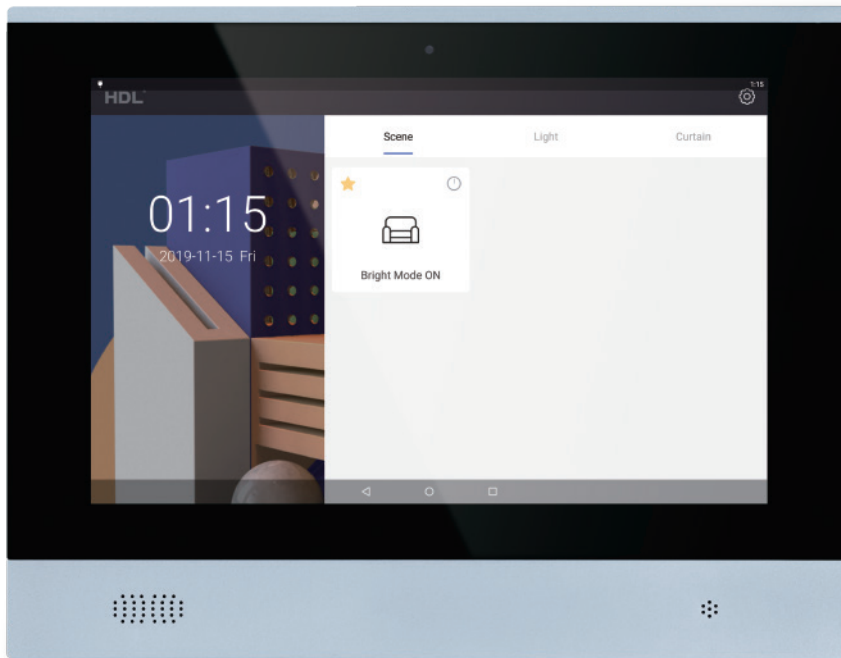 1:15
HDL
Scene
Light
Curtain
01:15
2019-11-15 Fri
Bright Mode ON